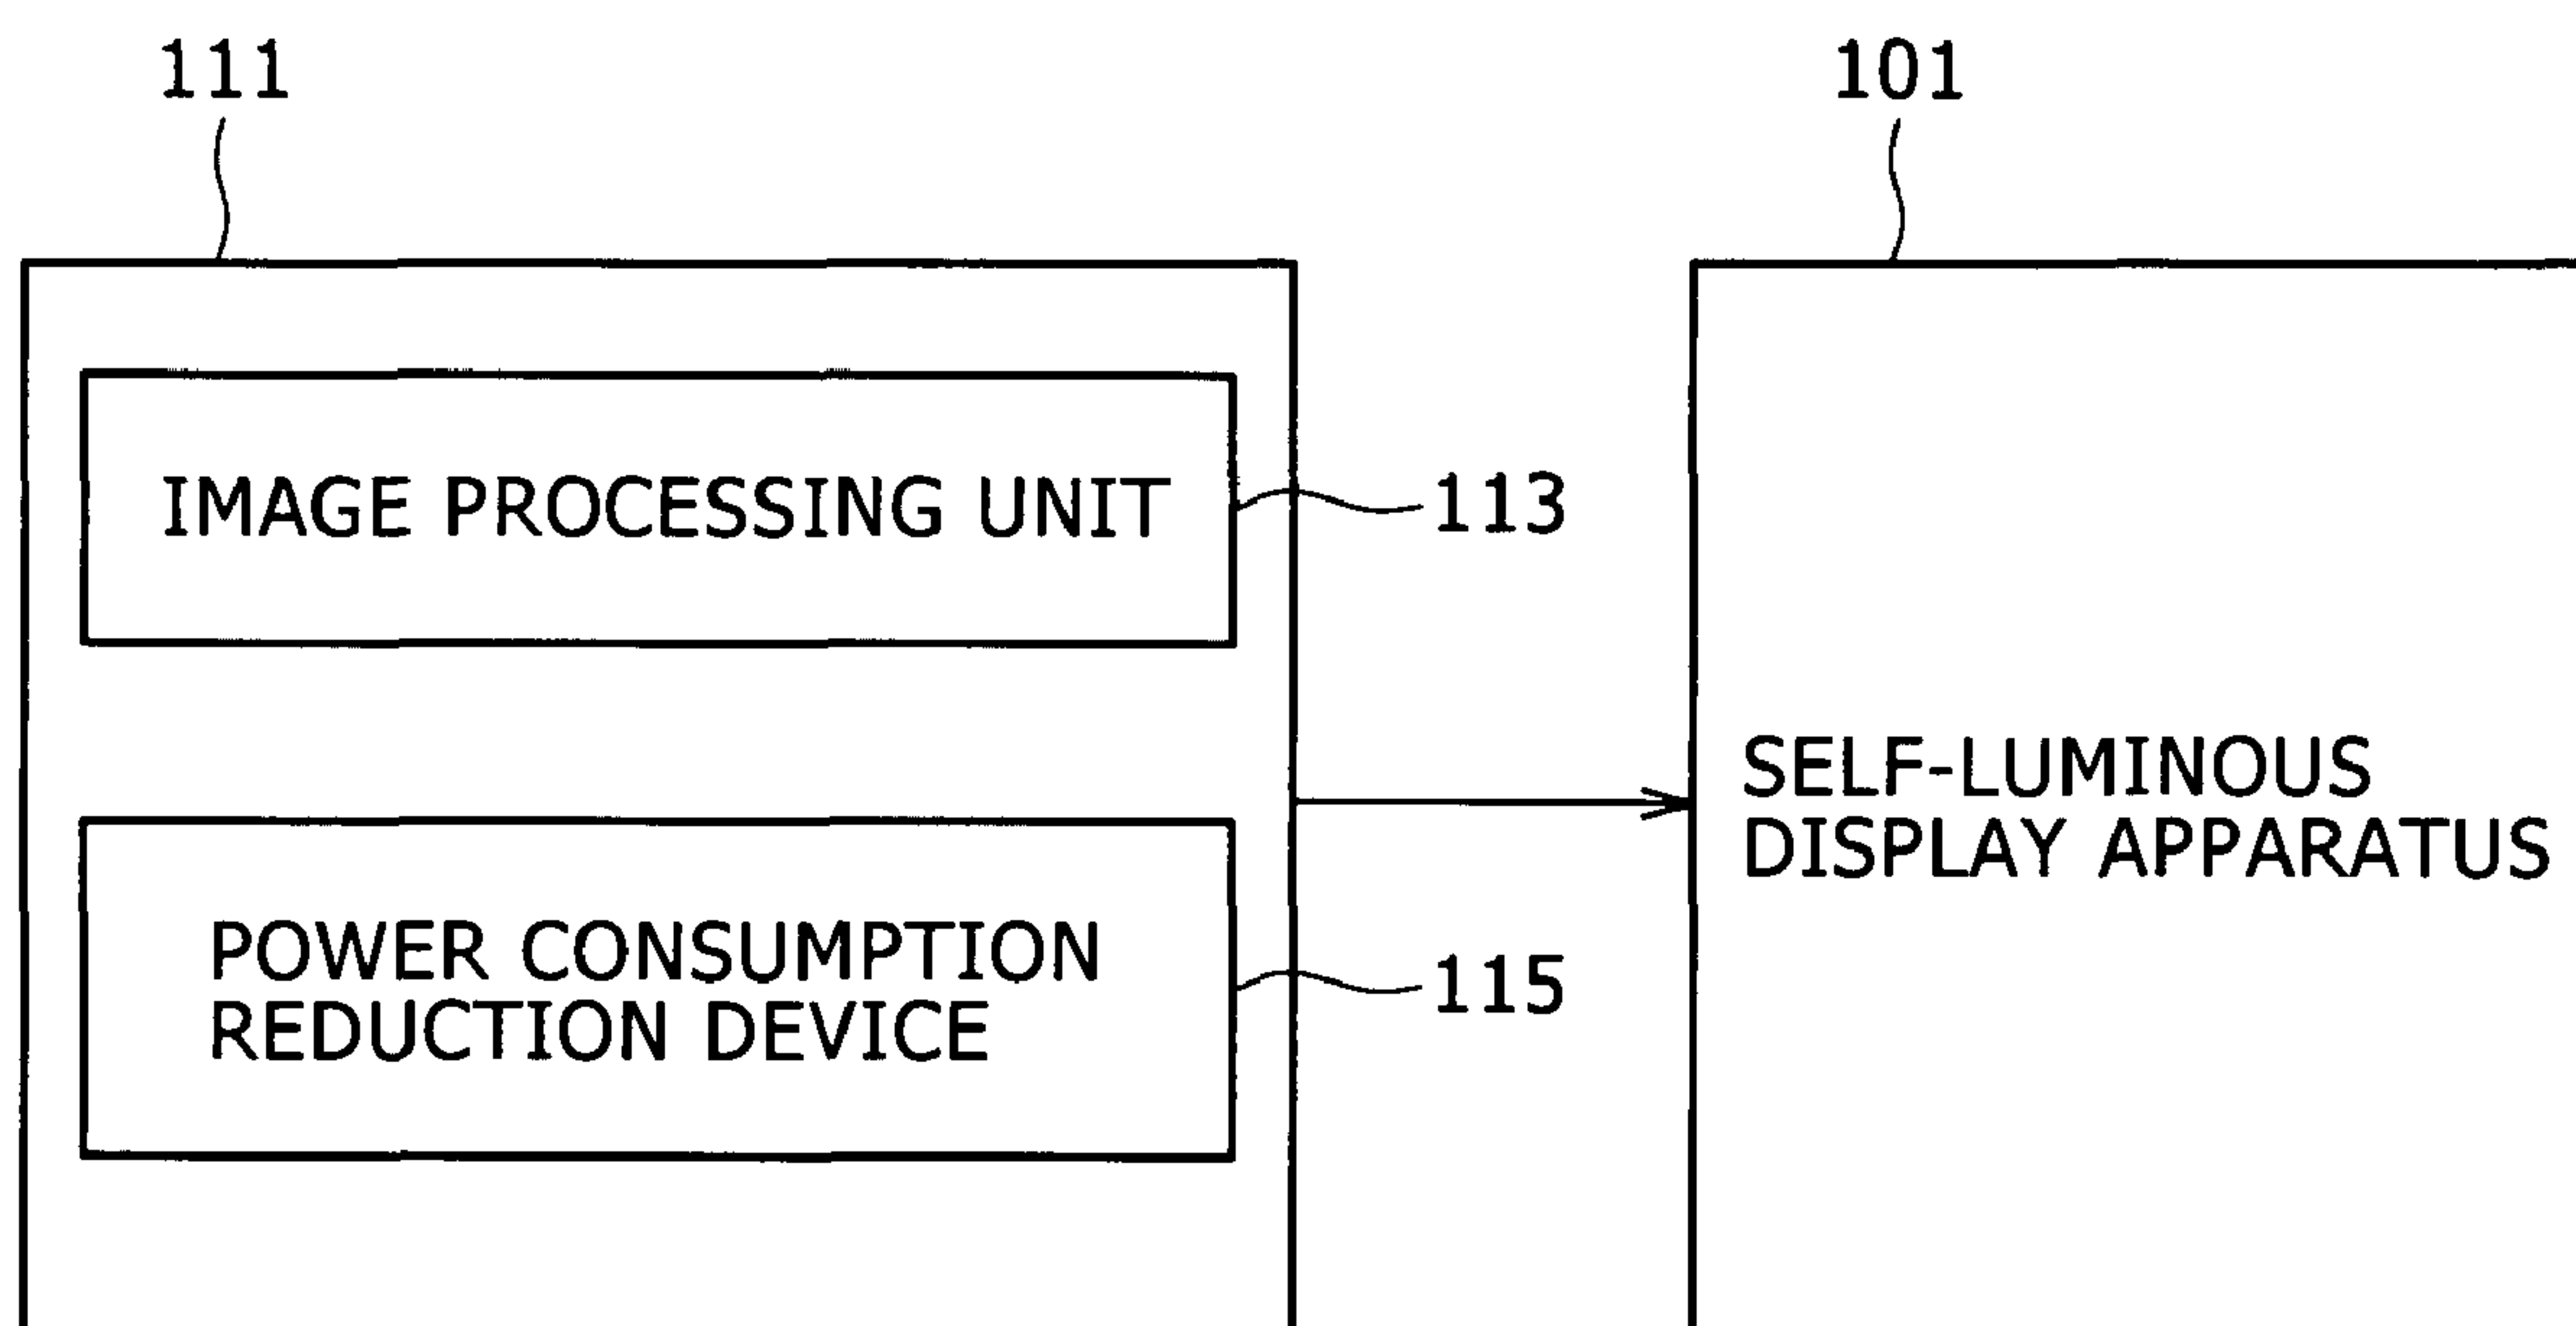 111
101
IMAGE PROCESSING UNIT
113
SELF-LUMINOUS
DISPLAY APPARATUS
POWER CONSUMPTION
REDUCTION DEVICE
115